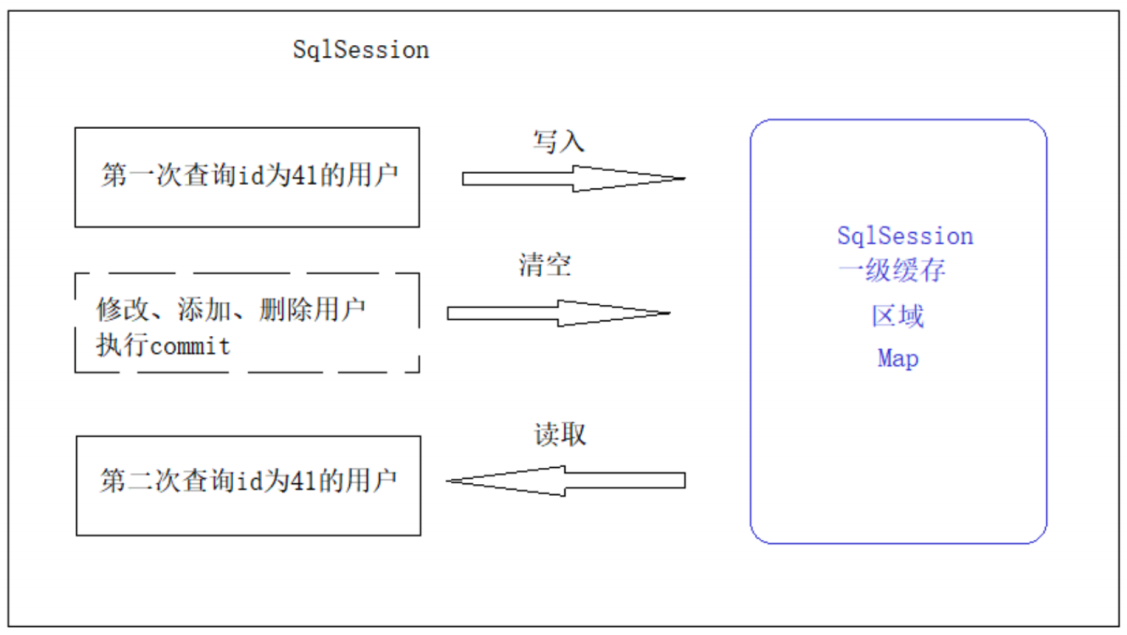 SqlSession
写入
第一次查询id为41的用户
SqlSession
一级缓存
区域
Map
清空
修改、添加、删除用户
执行commit
读取
第二次查询id为41的用户